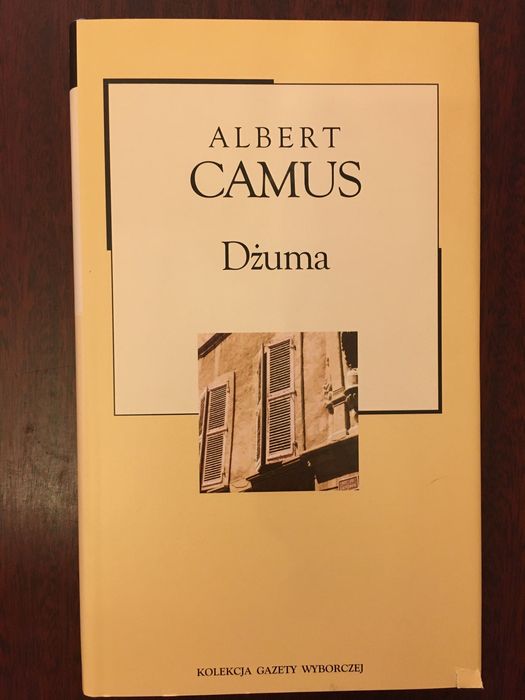 ALBERT
CAMUS
Dżuma
KOLEKCJA GAZETY WYBORCZEJ